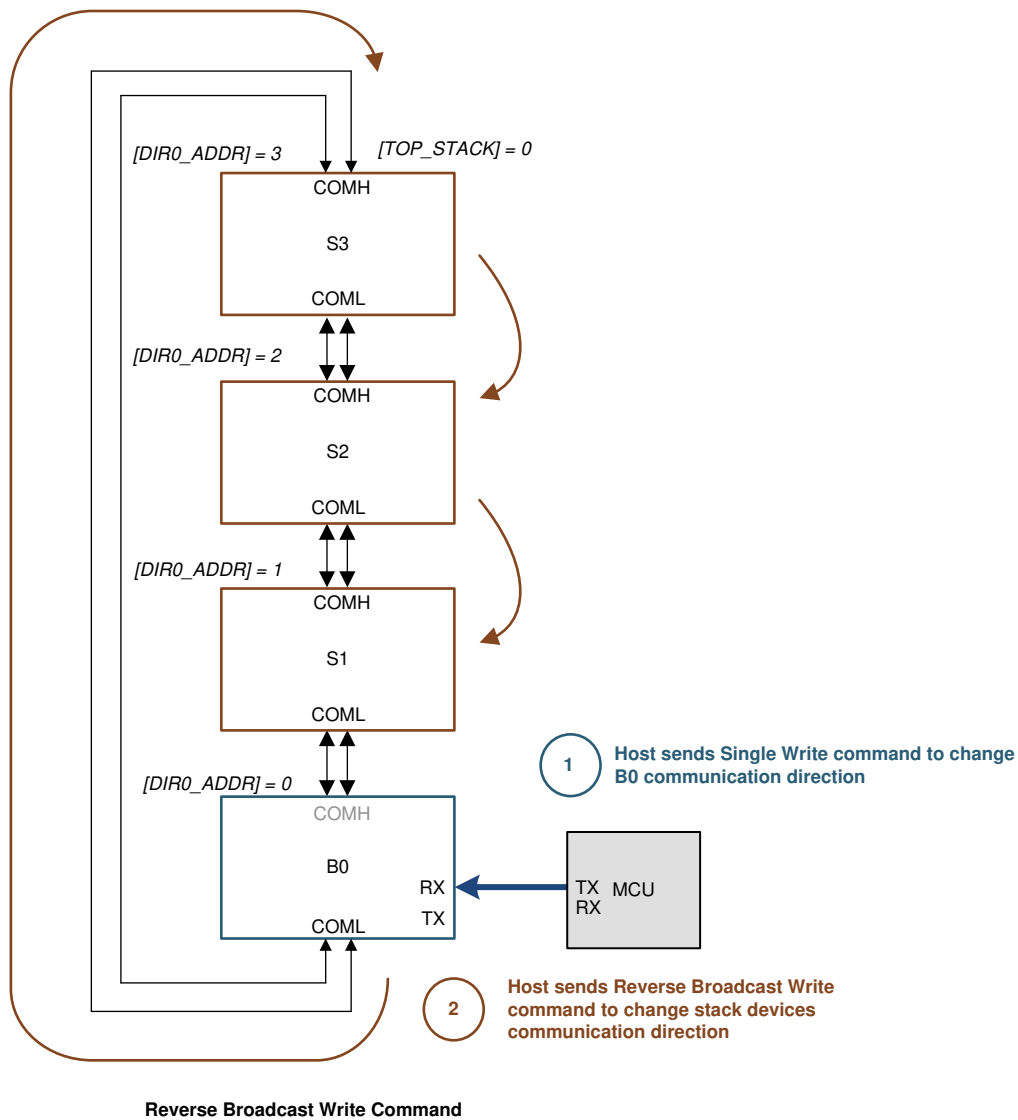 [DIR0_ADDR] = 3
[TOP_STACK] = 0
COMH
S3
COML
[DIR0_ADDR] = 2
COMH
S2
COML
[DIR0_ADDR] = 1
COMH
S1
COML
[DIR0_ADDR] = 0
COMH
B0
RX
TX
COML
TX MCU
RX
1
Host sends Single Write command to change
B0 communication direction
2
Host sends Reverse Broadcast Write
command to change stack devices
communication direction
Reverse Broadcast Write Command